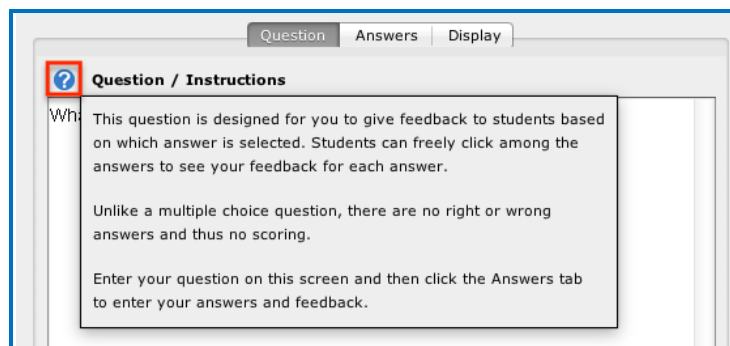 Question Answers Display
? Question / Instructions
Wh
This question is designed for you to give feedback to students based
on which answer is selected. Students can freely click among the
answers to see your feedback for each answer.
Unlike a multiple choice question, there are no right or wrong
answers and thus no scoring.
Enter your question on this screen and then click the Answers tab
to enter your answers and feedback.